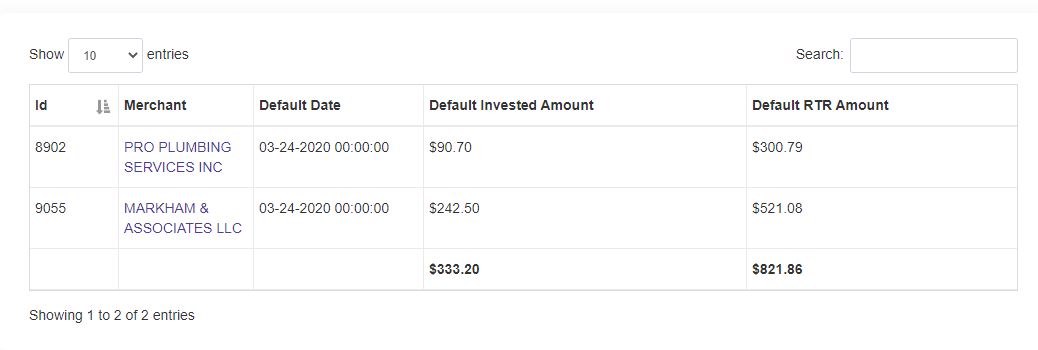 Show 10 entries Search:
Id Merchant Default Date Default Invested Amount Default RTR Amount
8902 PRO PLUMBING 03-24-2020 00:00:00 $90.70 $300.79
SERVICES INC
9055 MARKHAM & 03-24-2020 00:00:00 $242.50 $521.08
ASSOCIATES LLC
$333.20 $821.86
Showing 1 to 2 of 2 entries